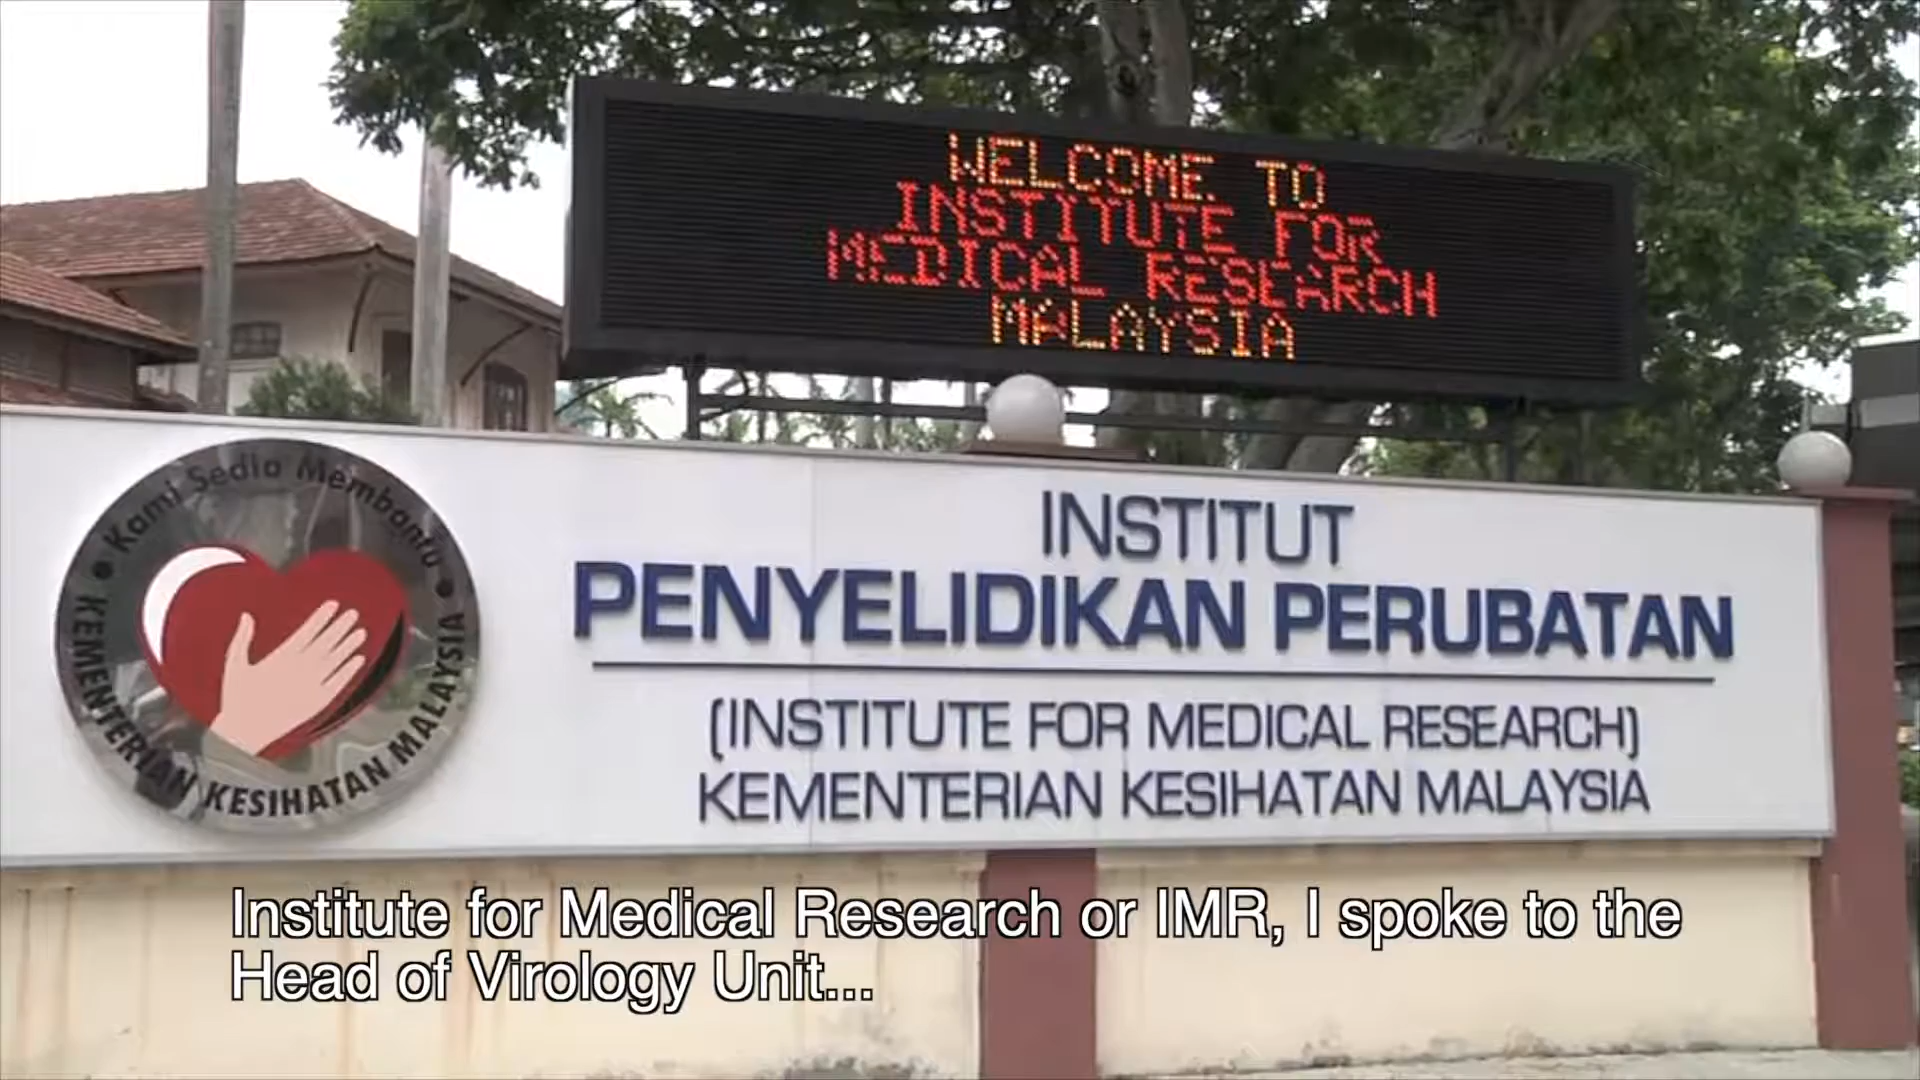 WELCOME TO
INSTITUTE FOR
MEDICAL RESEARCH
MALAYSIA
Kami Sedia Membantu
KEMENTERIAN KESIHATAN MALAYSIA
INSTITUT
PENYELIDIKAN PERUBATAN
(INSTITUTE FOR MEDICAL RESEARCH)
KEMENTERIAN KESIHATAN MALAYSIA
Institute for Medical Research or IMR, I spoke to the
Head of Virology Unit...